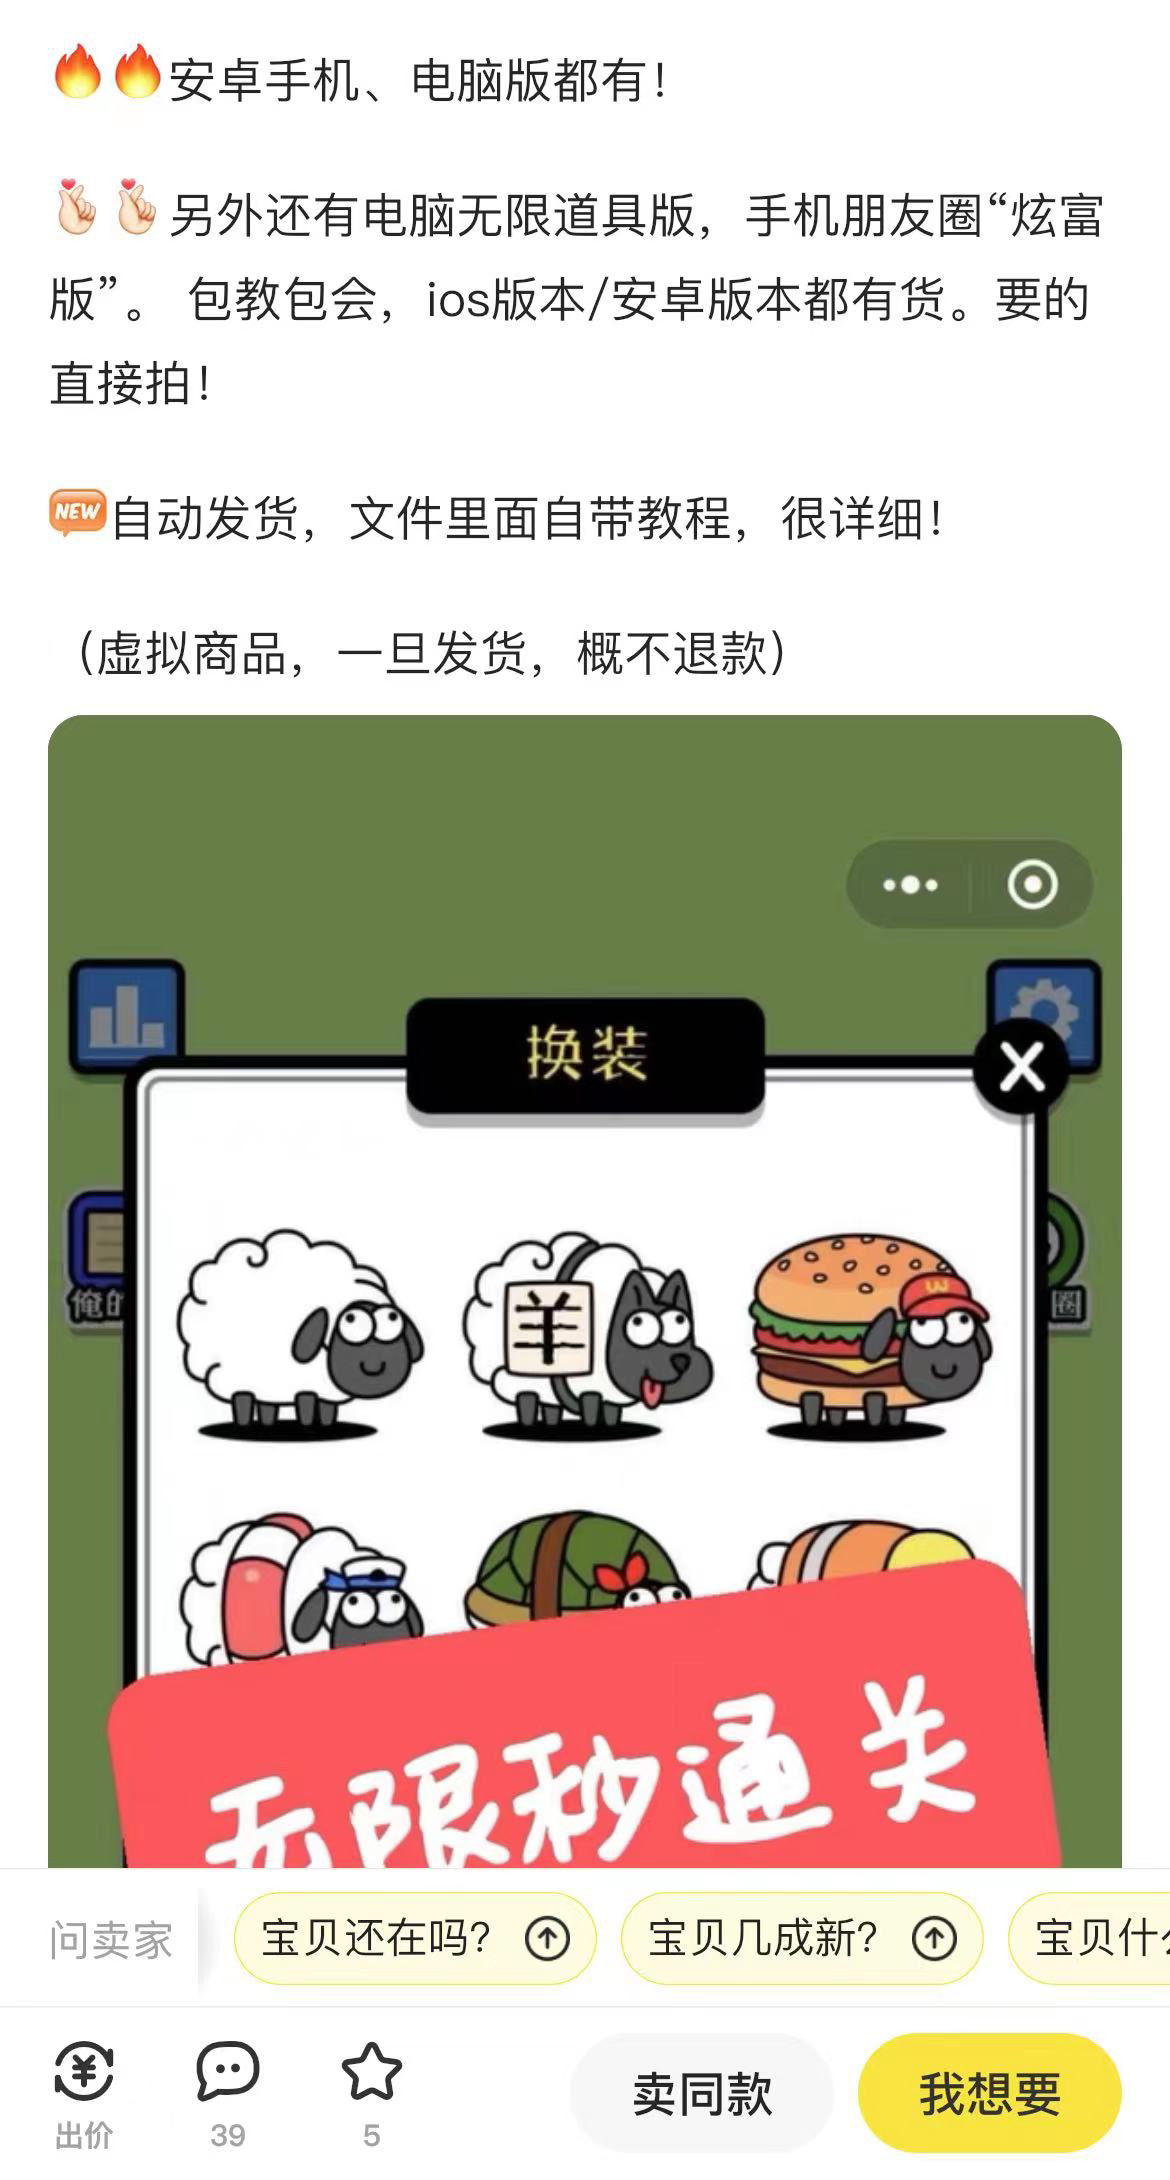 🔥🔥安卓手机、电脑版都有！
🫰🏻🫰🏻另外还有电脑无限道具版，手机朋友圈“炫富
版”。 包教包会，ios版本/安卓版本都有货。要的
直接拍！
NEW自动发货，文件里面自带教程，很详细！
（虚拟商品，一旦发货，概不退款）
换装
X
俺的
圈
羊
无限秒通关
问卖家
宝贝还在吗？
宝贝几成新？
宝贝什么
出价
39
5
卖同款
我想要